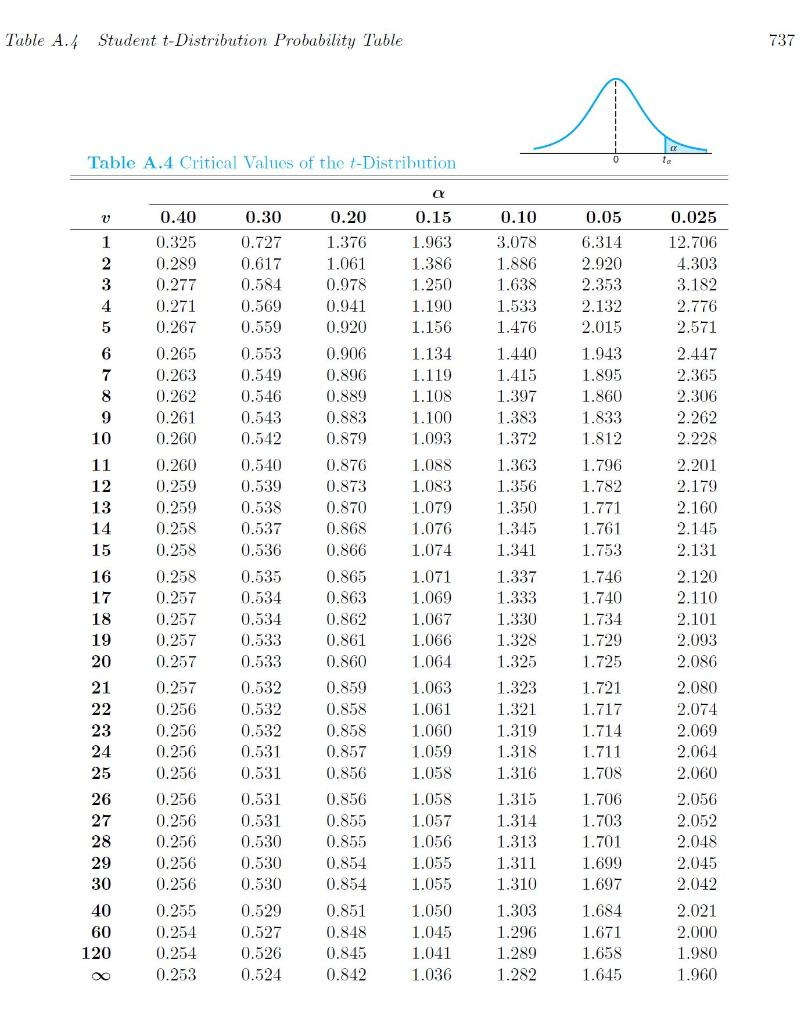 Table A.4 Student t-Distribution Probability Table 737
0 tα α
Table A.4 Critical Values of the t-Distribution
α
v 0.40 0.30 0.20 0.15 0.10 0.05 0.025
1 0.325 0.727 1.376 1.963 3.078 6.314 12.706
2 0.289 0.617 1.061 1.386 1.886 2.920 4.303
3 0.277 0.584 0.978 1.250 1.638 2.353 3.182
4 0.271 0.569 0.941 1.190 1.533 2.132 2.776
5 0.267 0.559 0.920 1.156 1.476 2.015 2.571
6 0.265 0.553 0.906 1.134 1.440 1.943 2.447
7 0.263 0.549 0.896 1.119 1.415 1.895 2.365
8 0.262 0.546 0.889 1.108 1.397 1.860 2.306
9 0.261 0.543 0.883 1.100 1.383 1.833 2.262
10 0.260 0.542 0.879 1.093 1.372 1.812 2.228
11 0.260 0.540 0.876 1.088 1.363 1.796 2.201
12 0.259 0.539 0.873 1.083 1.356 1.782 2.179
13 0.259 0.538 0.870 1.079 1.350 1.771 2.160
14 0.258 0.537 0.868 1.076 1.345 1.761 2.145
15 0.258 0.536 0.866 1.074 1.341 1.753 2.131
16 0.258 0.535 0.865 1.071 1.337 1.746 2.120
17 0.257 0.534 0.863 1.069 1.333 1.740 2.110
18 0.257 0.534 0.862 1.067 1.330 1.734 2.101
19 0.257 0.533 0.861 1.066 1.328 1.729 2.093
20 0.257 0.533 0.860 1.064 1.325 1.725 2.086
21 0.257 0.532 0.859 1.063 1.323 1.721 2.080
22 0.256 0.532 0.858 1.061 1.321 1.717 2.074
23 0.256 0.532 0.858 1.060 1.319 1.714 2.069
24 0.256 0.531 0.857 1.059 1.318 1.711 2.064
25 0.256 0.531 0.856 1.058 1.316 1.708 2.060
26 0.256 0.531 0.856 1.058 1.315 1.706 2.056
27 0.256 0.531 0.855 1.057 1.314 1.703 2.052
28 0.256 0.530 0.855 1.056 1.313 1.701 2.048
29 0.256 0.530 0.854 1.055 1.311 1.699 2.045
30 0.256 0.530 0.854 1.055 1.310 1.697 2.042
40 0.255 0.529 0.851 1.050 1.303 1.684 2.021
60 0.254 0.527 0.848 1.045 1.296 1.671 2.000
120 0.254 0.526 0.845 1.041 1.289 1.658 1.980
∞ 0.253 0.524 0.842 1.036 1.282 1.645 1.960